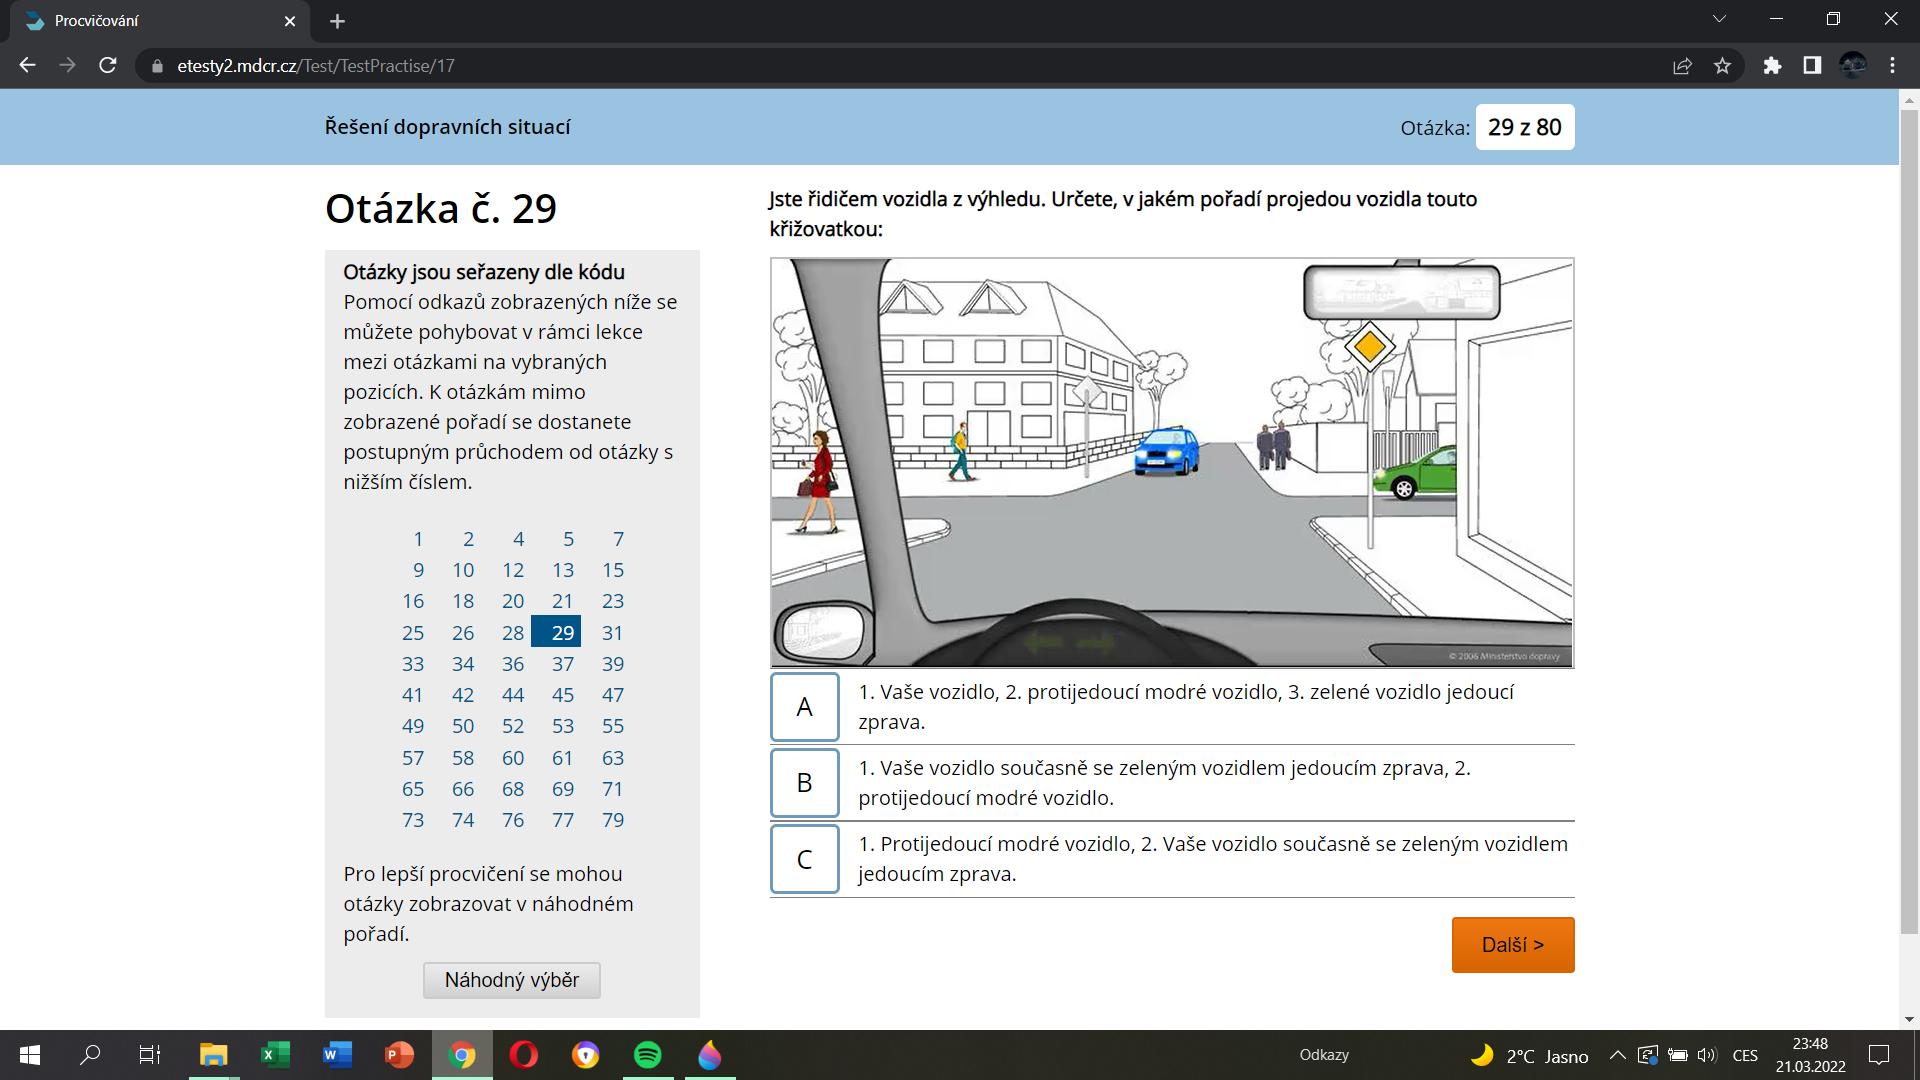 Procvičování
etesty2.mdcr.cz/Test/TestPractise/17
Řešení dopravních situací
Otázka: 29 z 80
Otázka č. 29
Otázky jsou seřazeny dle kódu
Pomocí odkazů zobrazených níže se
můžete pohybovat v rámci lekce
mezi otázkami na vybraných
pozicích. K otázkám mimo
zobrazené pořadí se dostanete
postupným průchodem od otázky s
nižším číslem.
1 2 4 5 7
9 10 12 13 15
16 18 20 21 23
25 26 28 29 31
33 34 36 37 39
41 42 44 45 47
49 50 52 53 55
57 58 60 61 63
65 66 68 69 71
73 74 76 77 79
Pro lepší procvičení se mohou
otázky zobrazovat v náhodném
pořadí.
Náhodný výběr
Jste řidičem vozidla z výhledu. Určete, v jakém pořadí projedou vozidla touto
křižovatkou:
© 2006 Ministerstvo dopravy
A
1. Vaše vozidlo, 2. protijedoucí modré vozidlo, 3. zelené vozidlo jedoucí
zprava.
B
1. Vaše vozidlo současně se zeleným vozidlem jedoucím zprava, 2.
protijedoucí modré vozidlo.
C
1. Protijedoucí modré vozidlo, 2. Vaše vozidlo současně se zeleným vozidlem
jedoucím zprava.
Další >
Odkazy
2°C Jasno
CES
23:48
21.03.2022